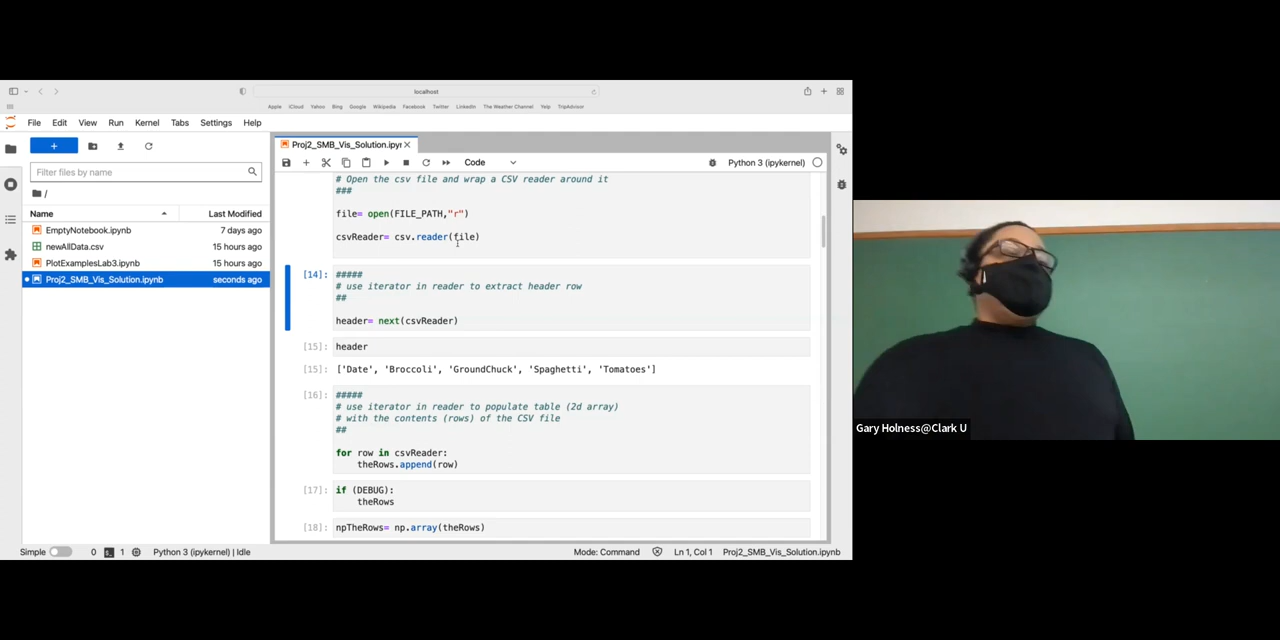 localhost
Apple iCloud Yahoo Bing Google Wikipedia Facebook Twitter LinkedIn The Weather Channel Yelp TripAdvisor
File Edit View Run Kernel Tabs Settings Help
+
Filter files by name
/
Name Last Modified
EmptyNotebook.ipynb 7 days ago
newAllData.csv 15 hours ago
PlotExamplesLab3.ipynb 15 hours ago
Proj2_SMB_Vis_Solution.ipynb seconds ago
Proj2_SMB_Vis_Solution.ipyn
Code
Python 3 (ipykernel)
# Open the csv file and wrap a CSV reader around it
###
file= open(FILE_PATH,"r")
csvReader= csv.reader(file)
[14]: #####
# use iterator in reader to extract header row
##
header= next(csvReader)
[15]: header
[15]: ['Date', 'Broccoli', 'GroundChuck', 'Spaghetti', 'Tomatoes']
[16]: #####
# use iterator in reader to populate table (2d array)
# with the contents (rows) of the CSV file
##
for row in csvReader:
theRows.append(row)
[17]: if (DEBUG):
theRows
[18]: npTheRows= np.array(theRows)
Simple 0 1 Python 3 (ipykernel) | Idle Mode: Command Ln 1, Col 1 Proj2_SMB_Vis_Solution.ipynb
Gary Holness@Clark U